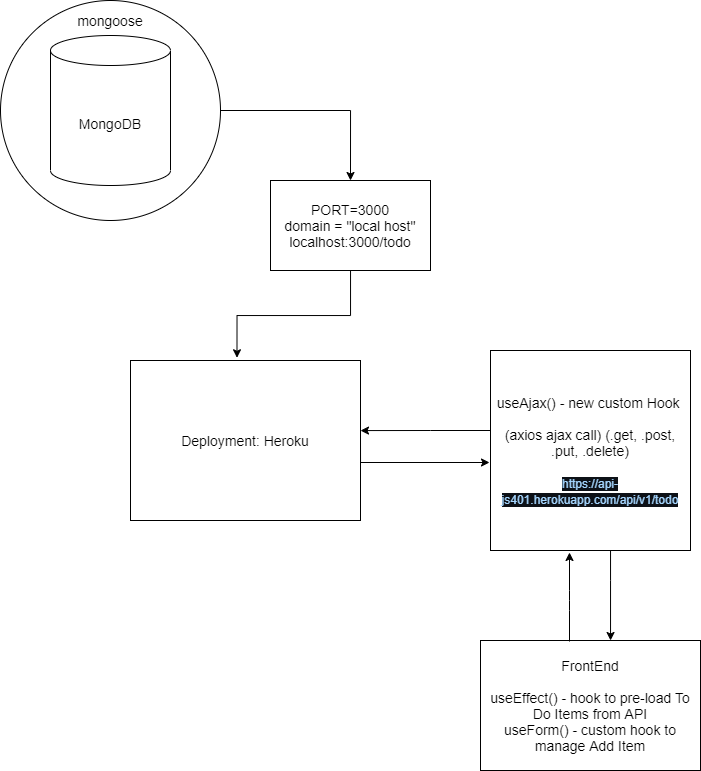 mongoose
MongoDB
PORT=3000
domain = "local host"
localhost:3000/todo
Deployment: Heroku
useAjax() - new custom Hook
(axios ajax call) (.get, .post,
.put, .delete)
https://api-
js401.herokuapp.com/api/v1/todo
FrontEnd
useEffect() - hook to pre-load To
Do Items from API
useForm() - custom hook to
manage Add Item